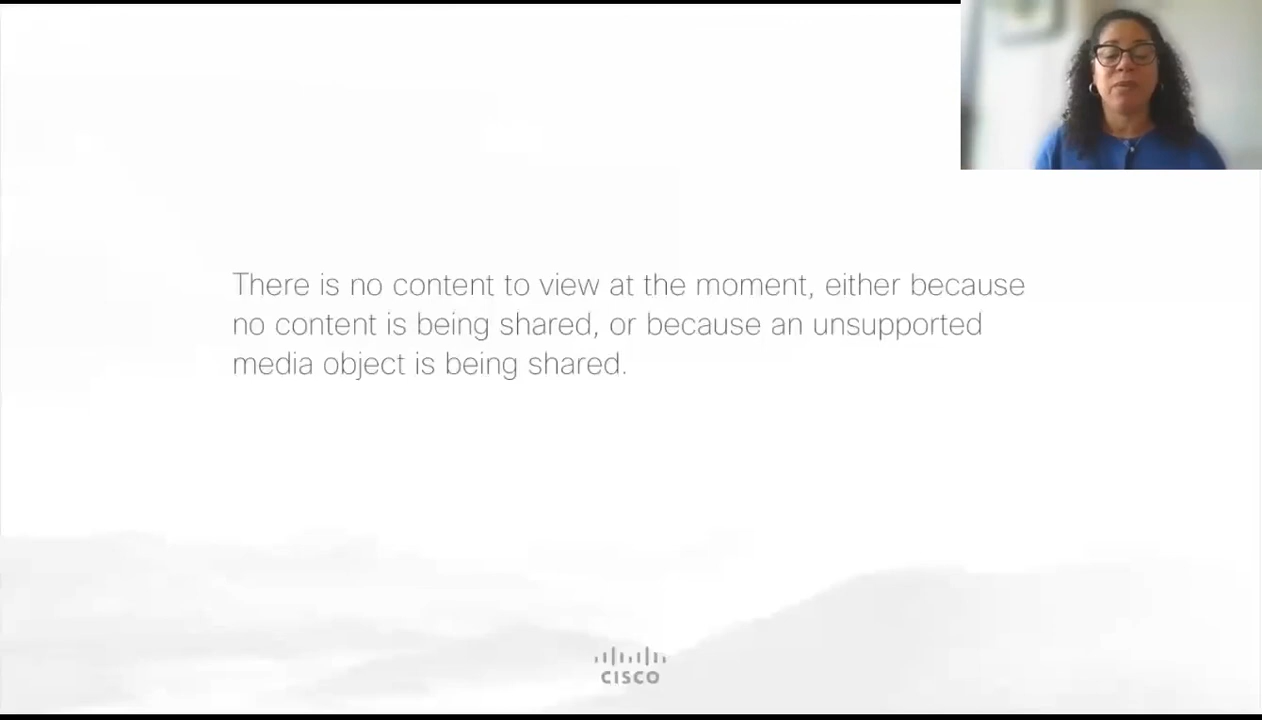 There is no content to view at the moment, either because
no content is being shared, or because an unsupported
media object is being shared.
CISCO